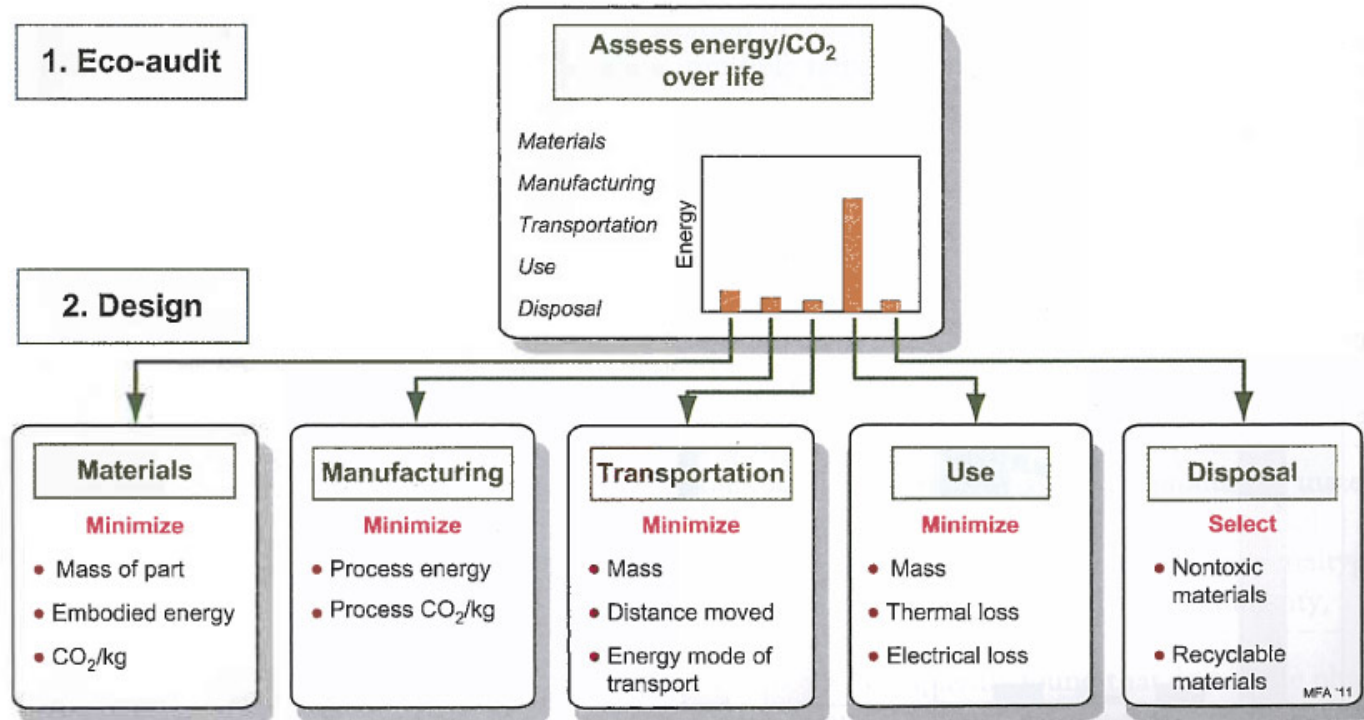 1. Eco-audit
Assess energy/CO₂
over life
Materials
Manufacturing
Transportation
Use
Disposal
Energy
2. Design
Materials
Minimize
• Mass of part
• Embodied energy
• CO₂/kg
Manufacturing
Minimize
• Process energy
• Process CO₂/kg
Transportation
Minimize
• Mass
• Distance moved
• Energy mode of
transport
Use
Minimize
• Mass
• Thermal loss
• Electrical loss
Disposal
Select
• Nontoxic
materials
• Recyclable
materials
MFA '11